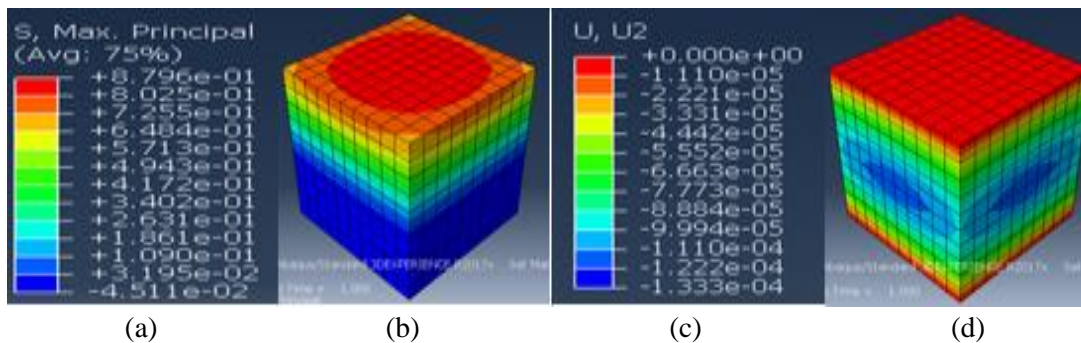 S, Max. Principal
(Avg: 75%)
+8.796e-01
+8.025e-01
+7.255e-01
+6.484e-01
+5.713e-01
+4.943e-01
+4.172e-01
+3.402e-01
+2.631e-01
+1.861e-01
+1.090e-01
+3.195e-02
-4.511e-02
U, U2
+0.000e+00
-1.110e-05
-2.221e-05
-3.331e-05
-4.442e-05
-5.552e-05
-6.663e-05
-7.773e-05
-8.884e-05
-9.994e-05
-1.110e-04
-1.222e-04
-1.333e-04
(a)
(b)
(c)
(d)